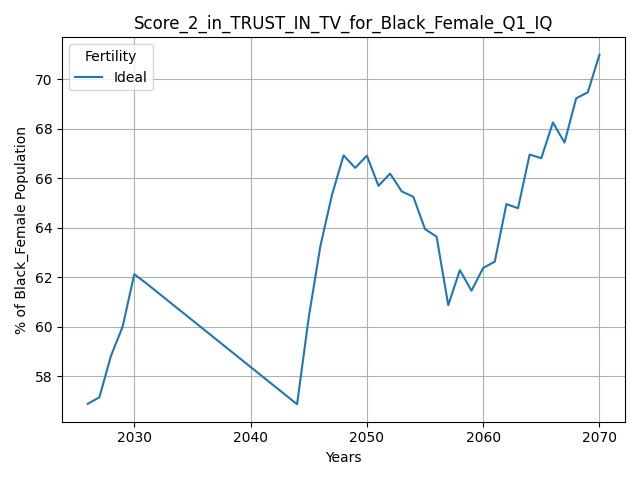 Score_2_in_TRUST_IN_TV_for_Black_Female_Q1_IQ
Fertility
Ideal
% of Black_Female Population
70
68
66
64
62
60
58
2030
2040
2050
2060
2070
Years